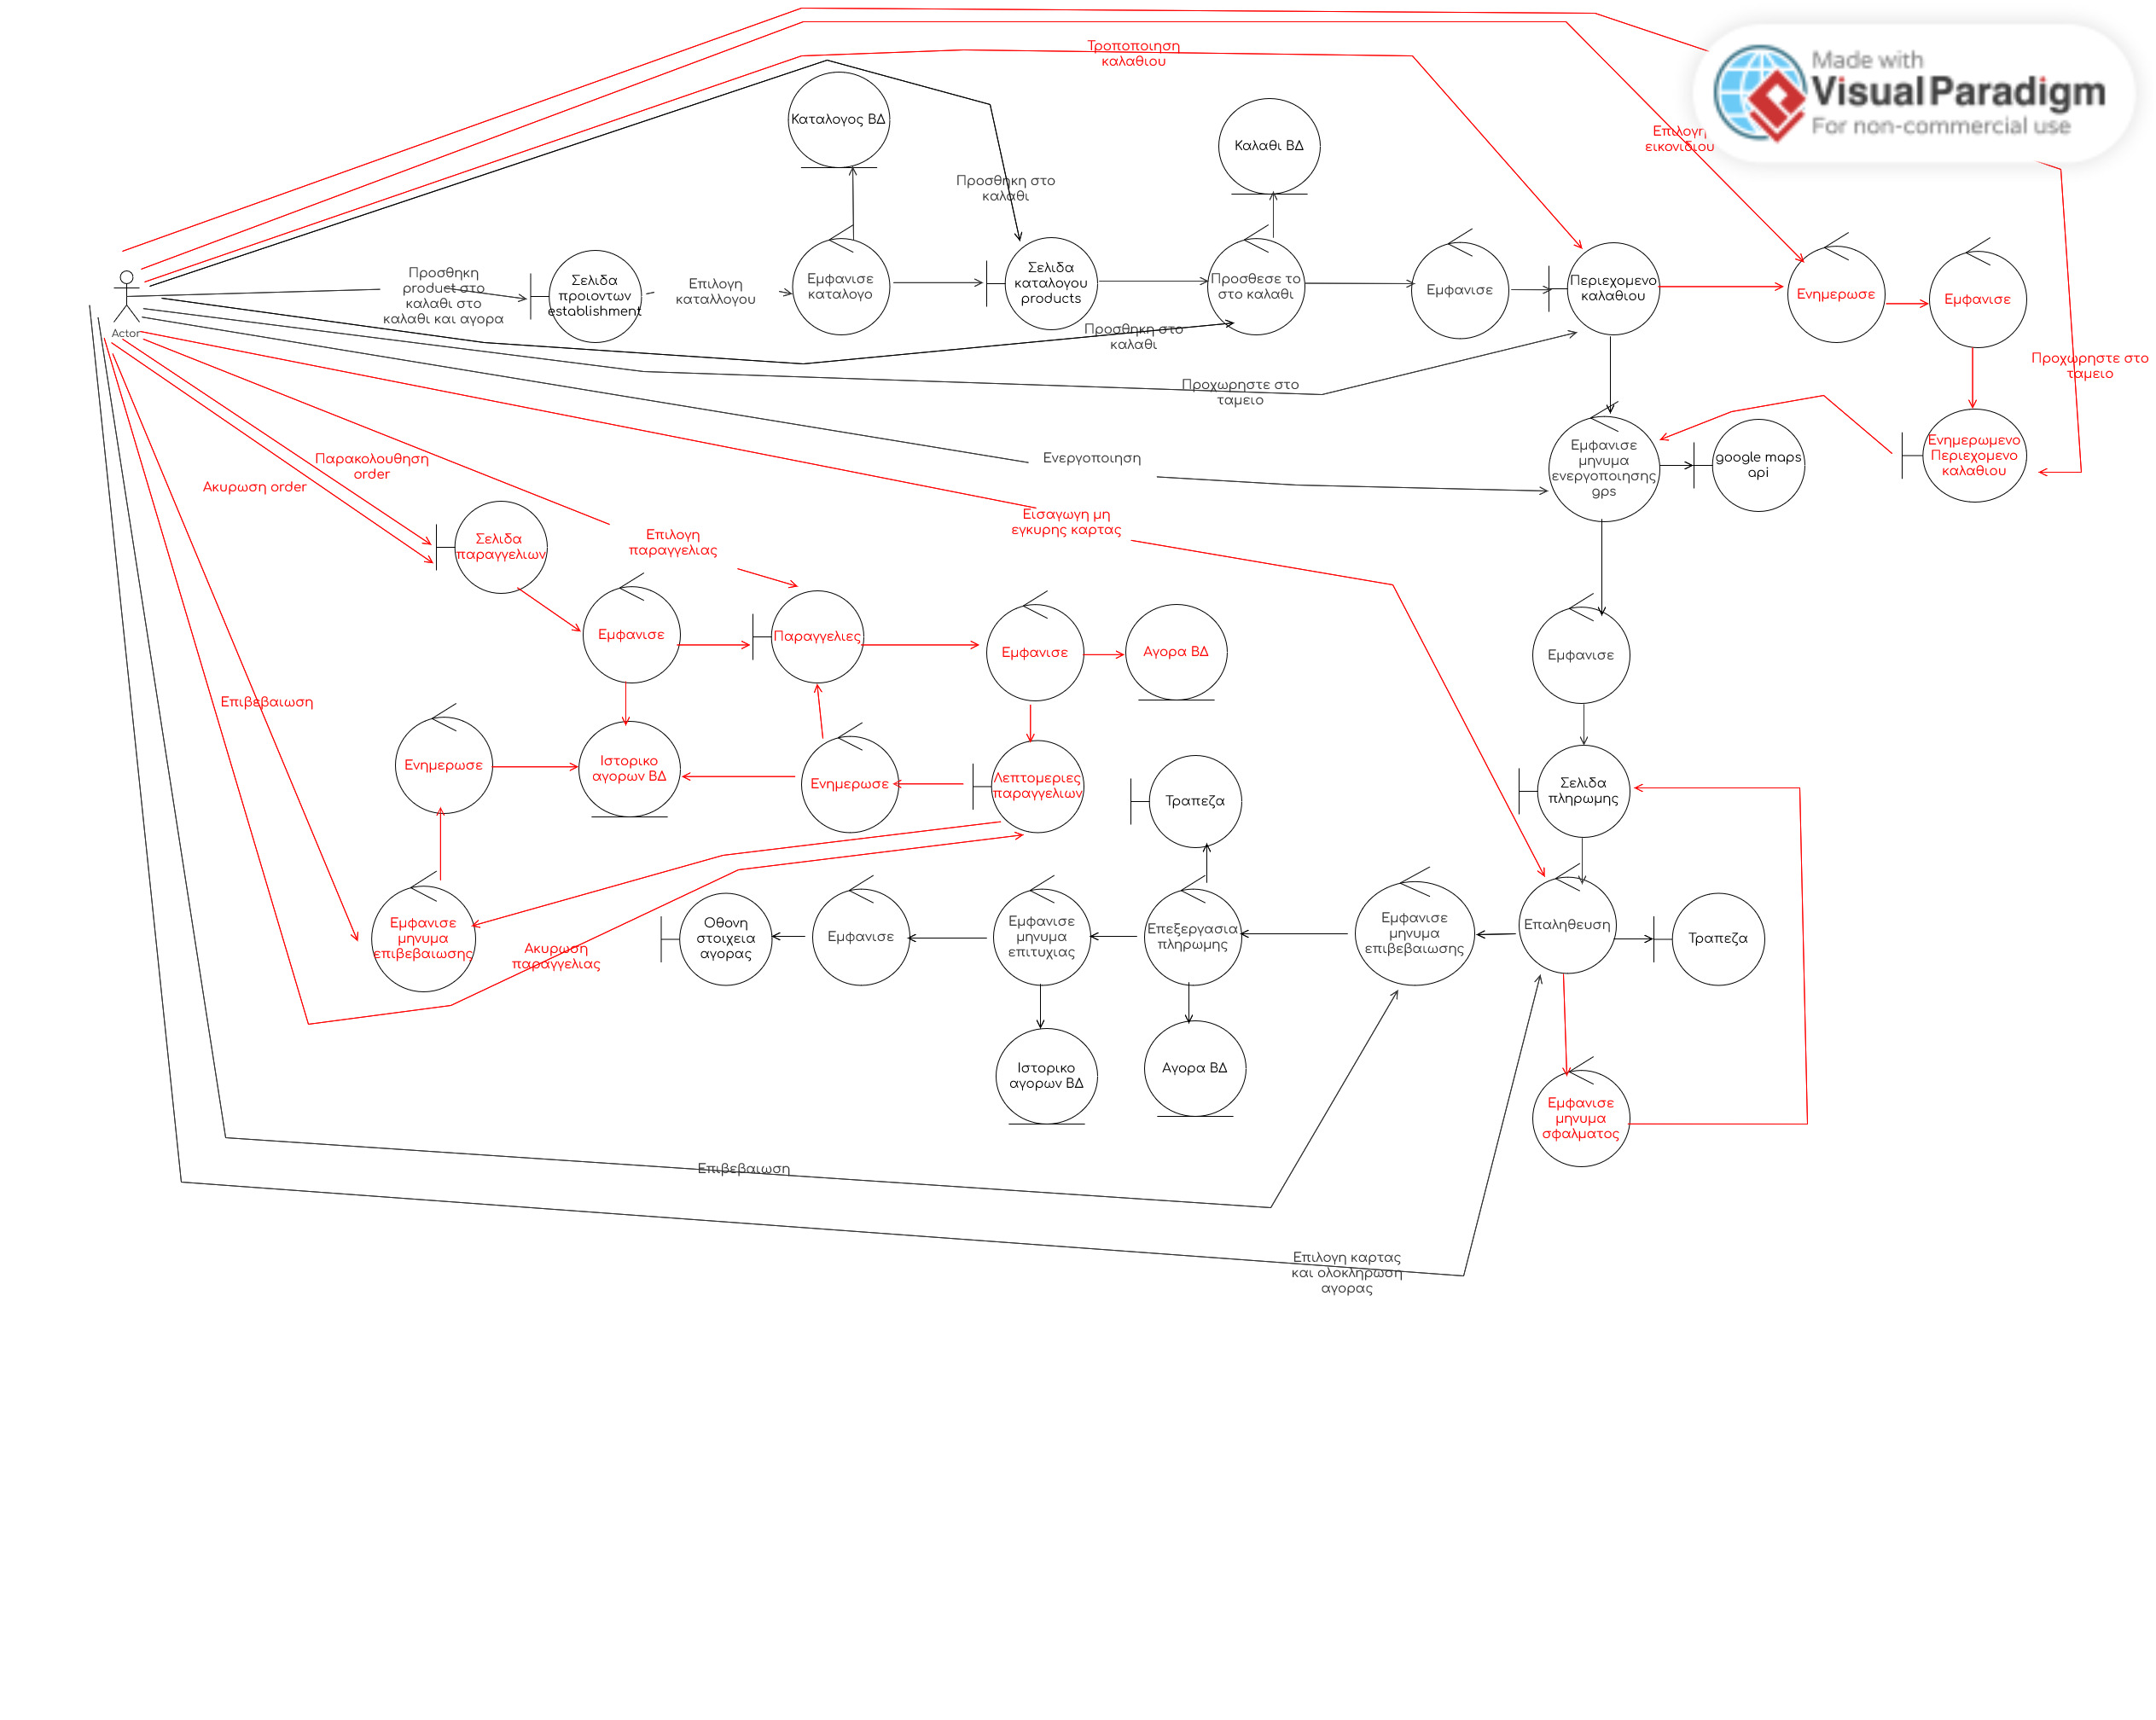 Τροποποιηση
καλαθιου
Made with
Visual Paradigm
For non-commercial use
Επιλογη
εικονιδιου
Καταλογος ΒΔ
Καλαθι ΒΔ
Προσθηκη στο
καλαθι
Actor
Προσθηκη
product στο
καλαθι στο
καλαθι και αγορα
Σελιδα
προιοντων
establishment
Επιλογη
καταλλογου
Εμφανισε
καταλογο
Σελιδα
καταλογου
products
Προσθεσε το
στο καλαθι
Εμφανισε
Περιεχομενο
καλαθιου
Ενημερωσε
Εμφανισε
Προσθηκη στο
καλαθι
Προχωρηστε στο
ταμειο
Προχωρηστε στο
ταμειο
Ενεργοποιηση
Εμφανισε
μηνυμα
ενεργοποιησης
gps
google maps
api
Ενημερωμενο
Περιεχομενο
καλαθιου
Παρακολουθηση
order
Ακυρωση order
Εισαγωγη μη
εγκυρης καρτας
Σελιδα
παραγγελιων
Επιλογη
παραγγελιας
Εμφανισε
Παραγγελιες
Εμφανισε
Αγορα ΒΔ
Εμφανισε
Επιβεβαιωση
Ενημερωσε
Ιστορικο
αγορων ΒΔ
Ενημερωσε
Λεπτομεριες
παραγγελιων
Τραπεζα
Σελιδα
πληρωμης
Εμφανισε
μηνυμα
επιβεβαιωσης
Ακυρωση
παραγγελιας
Οθονη
στοιχεια
αγορας
Εμφανισε
Εμφανισε
μηνυμα
επιτυχιας
Επεξεργασια
πληρωμης
Εμφανισε
μηνυμα
επιβεβαιωσης
Επαληθευση
Τραπεζα
Ιστορικο
αγορων ΒΔ
Αγορα ΒΔ
Εμφανισε
μηνυμα
σφαλματος
Επιβεβαιωση
Επιλογη καρτας
και ολοκληρωση
αγορας